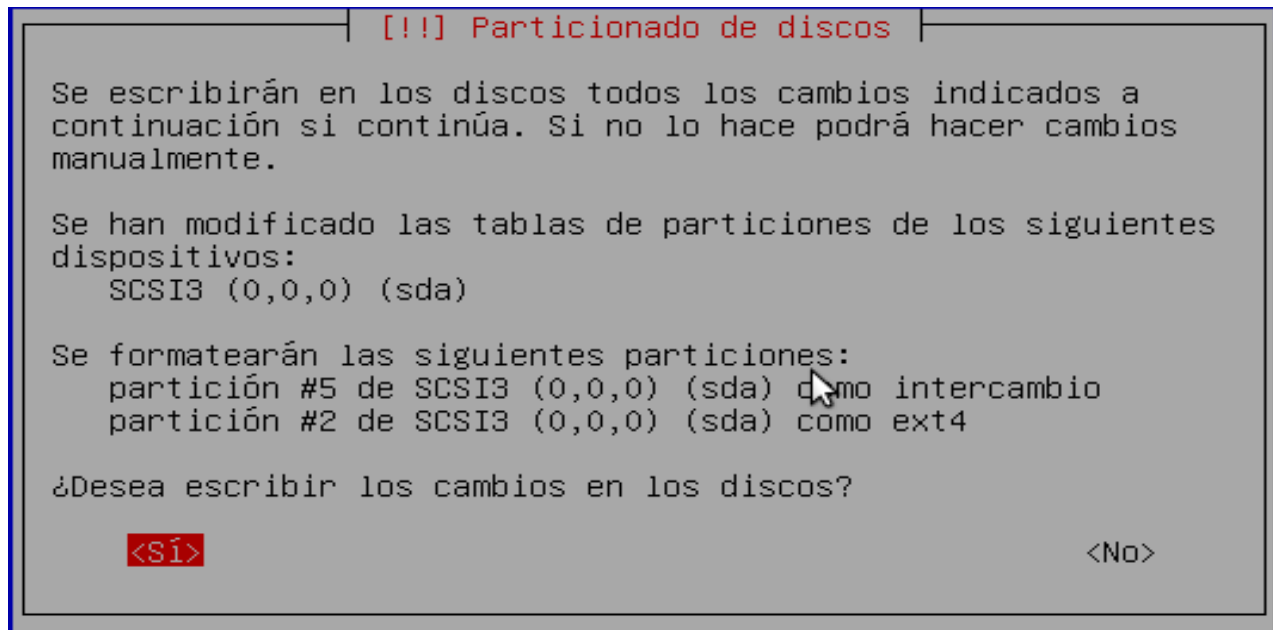 [!!] Particionado de discos
Se escribirán en los discos todos los cambios indicados a
continuación si continúa. Si no lo hace podrá hacer cambios
manualmente.
Se han modificado las tablas de particiones de los siguientes
dispositivos:
SCSI3 (0,0,0) (sda)
Se formatearán las siguientes particiones:
partición #5 de SCSI3 (0,0,0) (sda) como intercambio
partición #2 de SCSI3 (0,0,0) (sda) como ext4
¿Desea escribir los cambios en los discos?
<Sí> <No>